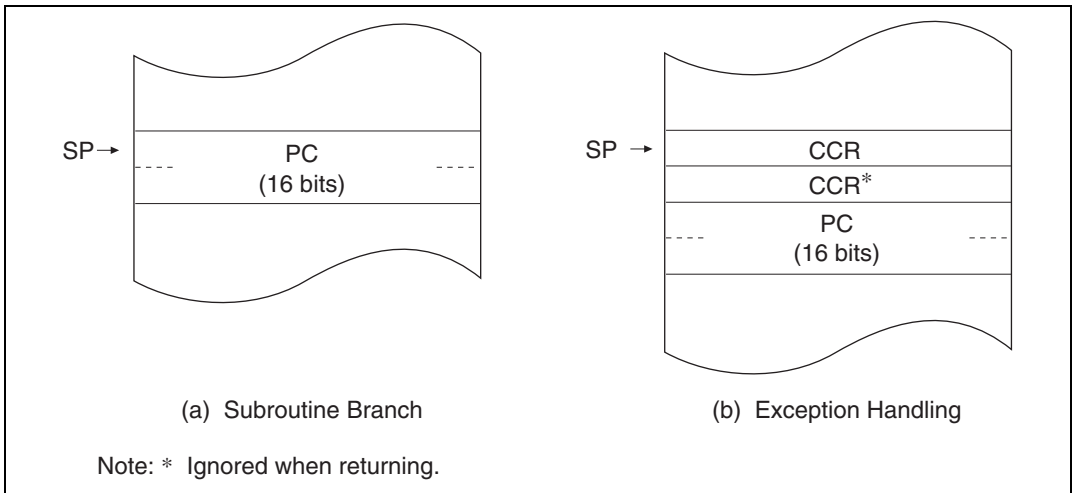 SP
PC
(16 bits)
(a) Subroutine Branch
SP
CCR
CCR*
PC
(16 bits)
(b) Exception Handling
Note: * Ignored when returning.